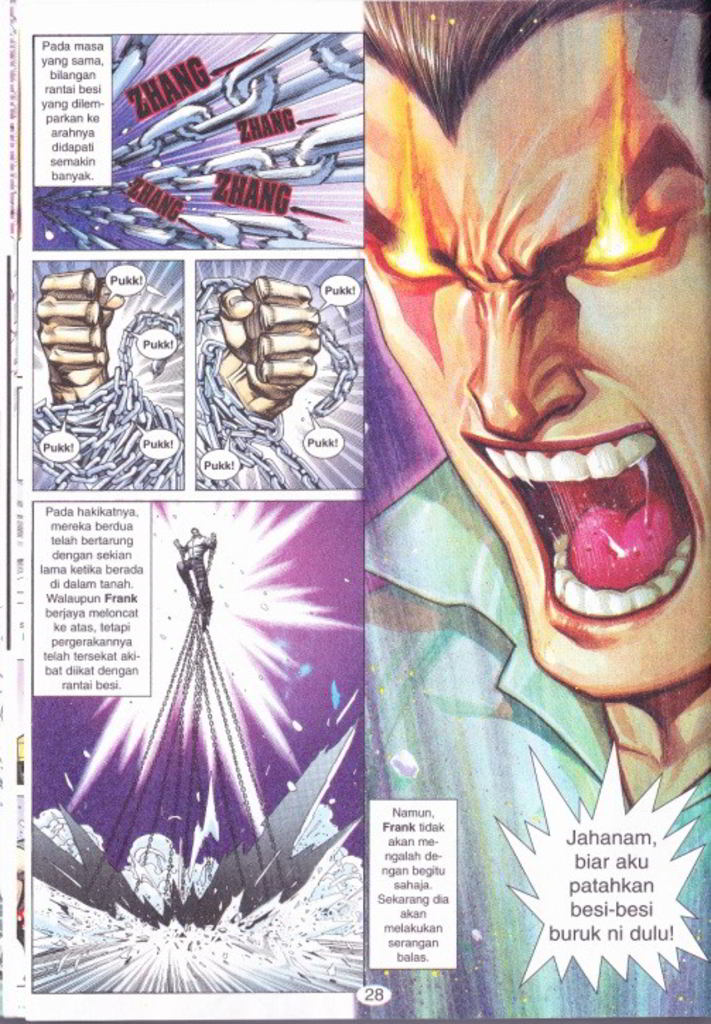 Pada masa
yang sama,
bilangan
rantai besi
yang dilem-
parkan ke
arahnya
didapati
semakin
banyak.
ZHANG
ZHANG
ZHANG
ZHANG
Pukk!
Pukk!
Pukk!
Pukk!
Pukk!
Pukk!
Pukk!
Pada hakikatnya,
mereka berdua
telah bertarung
dengan sekian
lama ketika berada
di dalam tanah.
Walaupun Frank
berjaya meloncat
ke atas, tetapi
pergerakannya
telah tersekat aki-
bat diikat dengan
rantai besi.
Namun,
Frank tidak
akan me-
ngalah de-
ngan begitu
sahaja.
Sekarang dia
akan
melakukan
serangan
balas.
Jahanam,
biar aku
patahkan
besi-besi
buruk ni dulu!
28